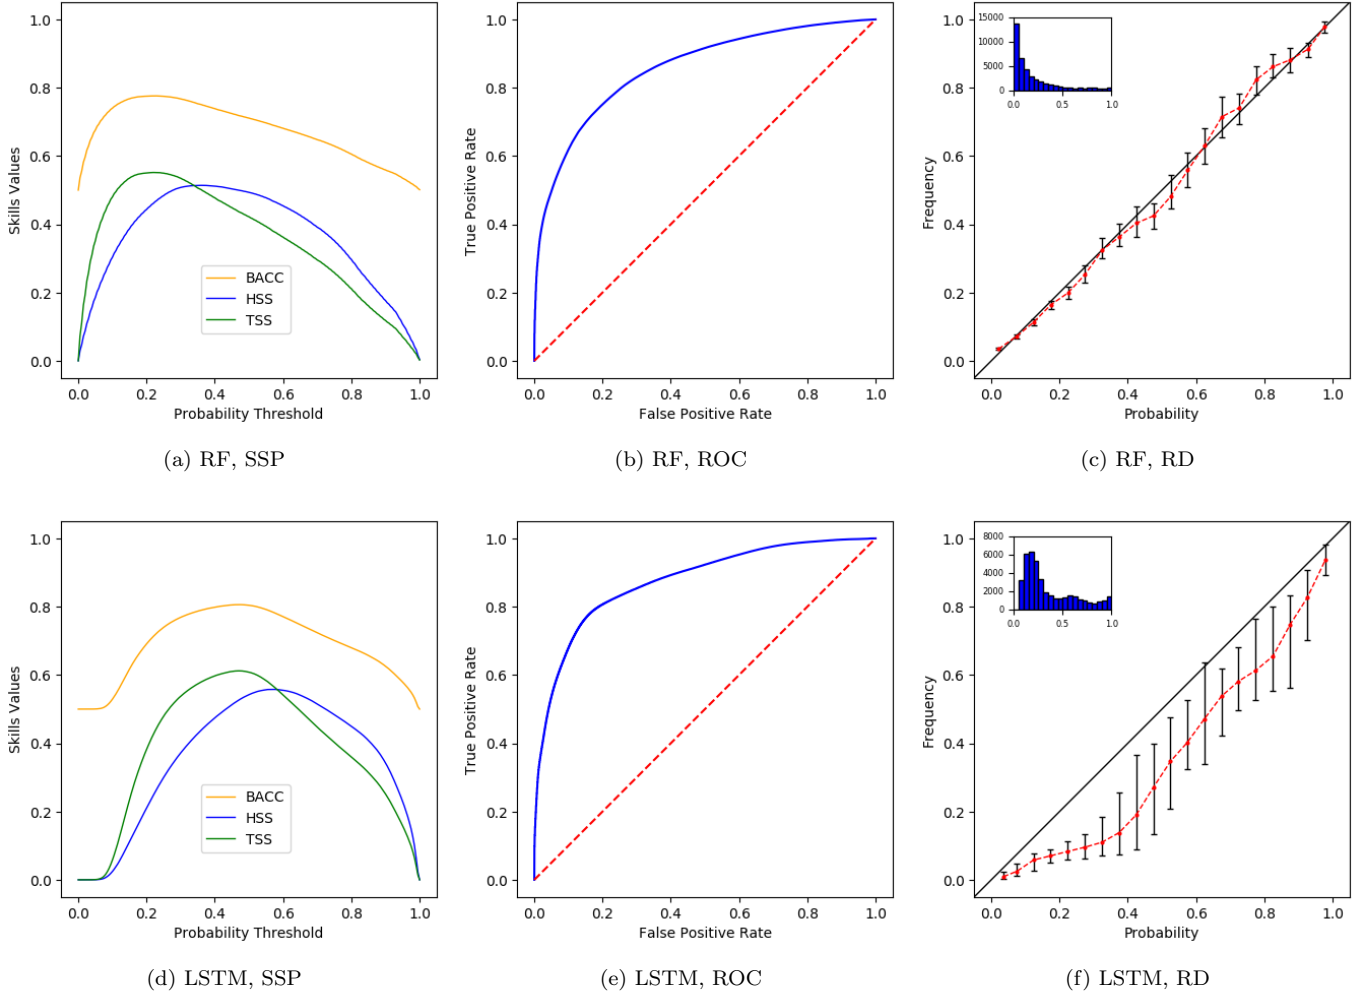 1.0
0.8
0.6
0.4
0.2
0.0
Skills Values
BACC
HSS
TSS
0.0 0.2 0.4 0.6 0.8 1.0
Probability Threshold
(a) RF, SSP
1.0
0.8
0.6
0.4
0.2
0.0
True Positive Rate
0.0 0.2 0.4 0.6 0.8 1.0
False Positive Rate
(b) RF, ROC
1.0
0.8
0.6
0.4
0.2
0.0
Frequency
15000
10000
5000
0
0.0 0.5 1.0
0.0 0.2 0.4 0.6 0.8 1.0
Probability
(c) RF, RD
1.0
0.8
0.6
0.4
0.2
0.0
Skills Values
BACC
HSS
TSS
0.0 0.2 0.4 0.6 0.8 1.0
Probability Threshold
(d) LSTM, SSP
1.0
0.8
0.6
0.4
0.2
0.0
True Positive Rate
0.0 0.2 0.4 0.6 0.8 1.0
False Positive Rate
(e) LSTM, ROC
1.0
0.8
0.6
0.4
0.2
0.0
Frequency
8000
6000
4000
2000
0
0.0 0.5 1.0
0.0 0.2 0.4 0.6 0.8 1.0
Probability
(f) LSTM, RD